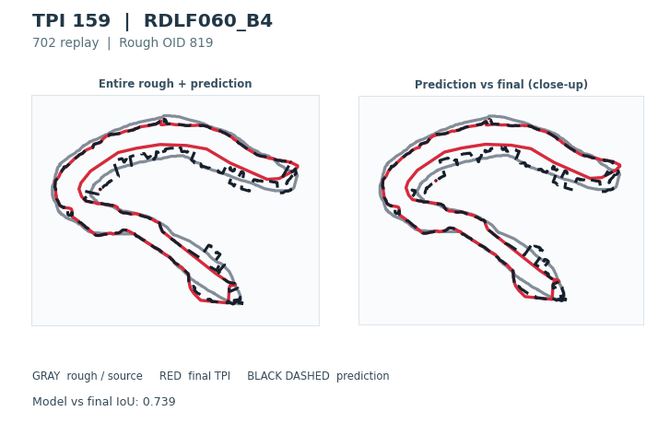 TPI 159 | RDLF060_B4
702 replay | Rough OID 819
Entire rough + prediction
Prediction vs final (close-up)
GRAY rough / source RED final TPI BLACK DASHED prediction
Model vs final IoU: 0.739